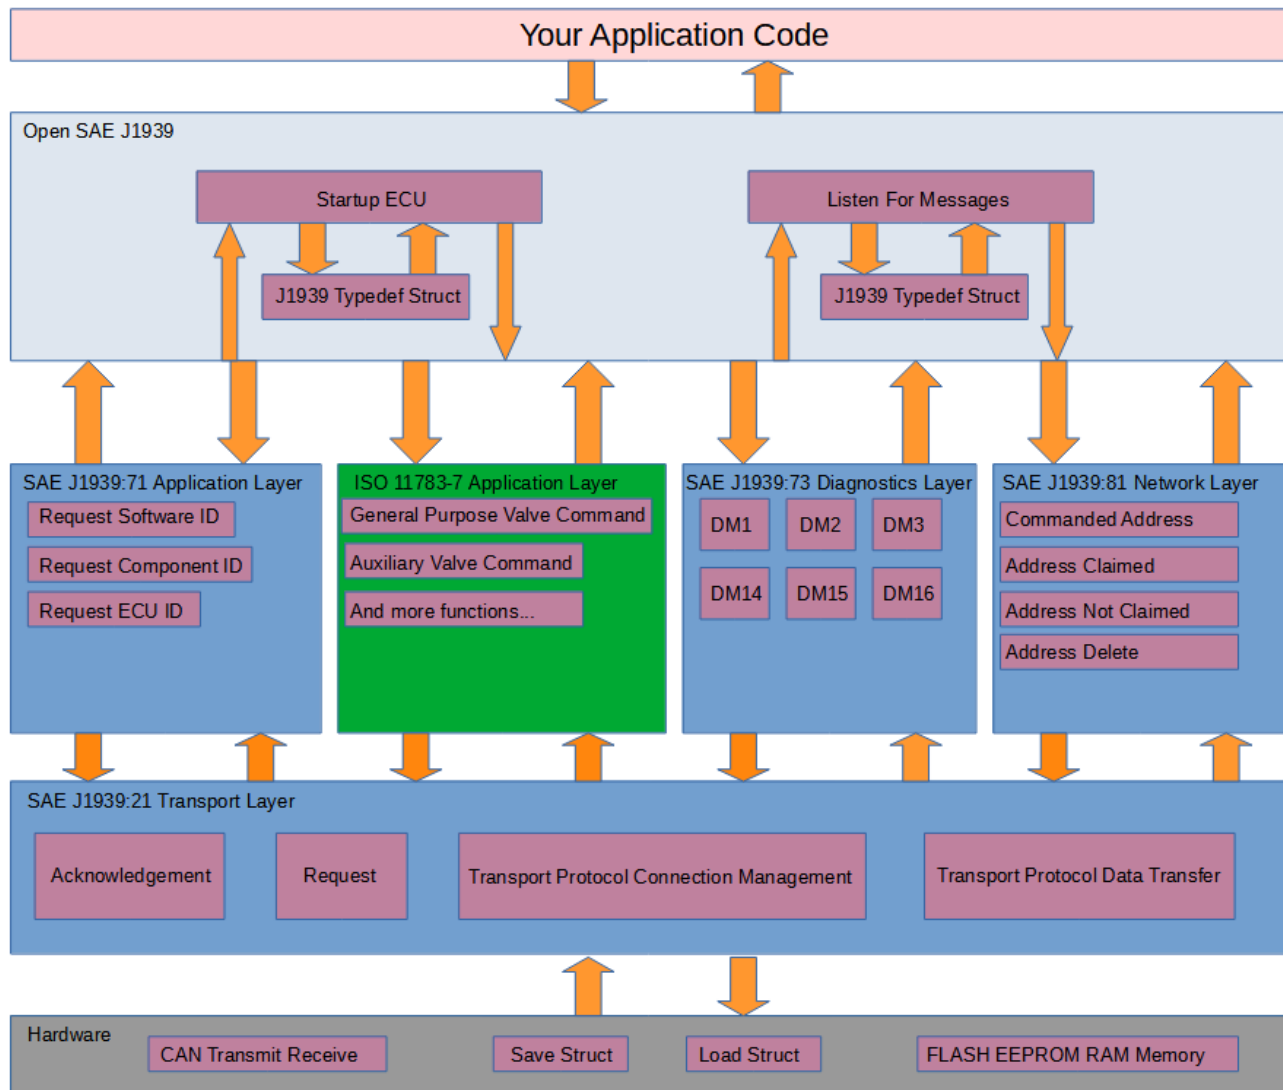 Your Application Code
Open SAE J1939
Startup ECU
Listen For Messages
J1939 Typedef Struct
J1939 Typedef Struct
SAE J1939:71 Application Layer
Request Software ID
Request Component ID
Request ECU ID
ISO 11783-7 Application Layer
General Purpose Valve Command
Auxiliary Valve Command
And more functions...
SAE J1939:73 Diagnostics Layer
DM1
DM2
DM3
DM14
DM15
DM16
SAE J1939:81 Network Layer
Commanded Address
Address Claimed
Address Not Claimed
Address Delete
SAE J1939:21 Transport Layer
Acknowledgement
Request
Transport Protocol Connection Management
Transport Protocol Data Transfer
Hardware
CAN Transmit Receive
Save Struct
Load Struct
FLASH EEPROM RAM Memory